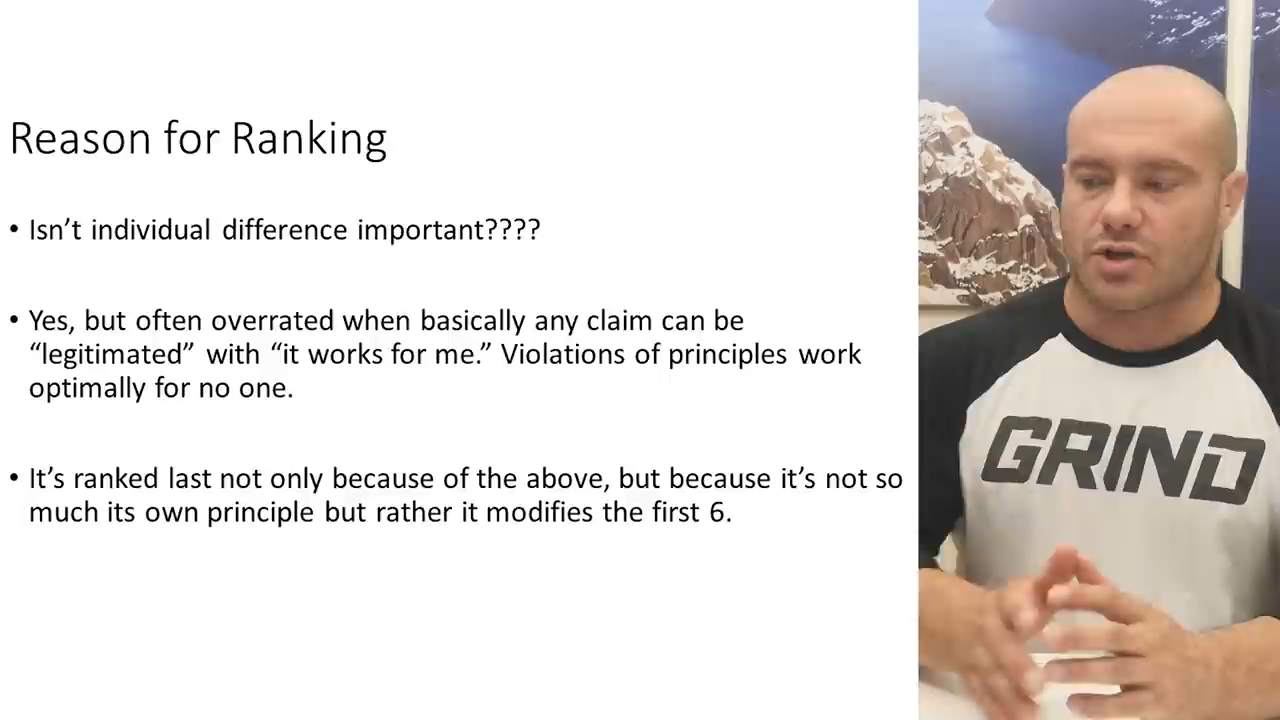 Reason for Ranking
• Isn’t individual difference important????
• Yes, but often overrated when basically any claim can be
“legitimated” with “it works for me.” Violations of principles work
optimally for no one.
• It’s ranked last not only because of the above, but because it’s not so
much its own principle but rather it modifies the first 6.
GRIND